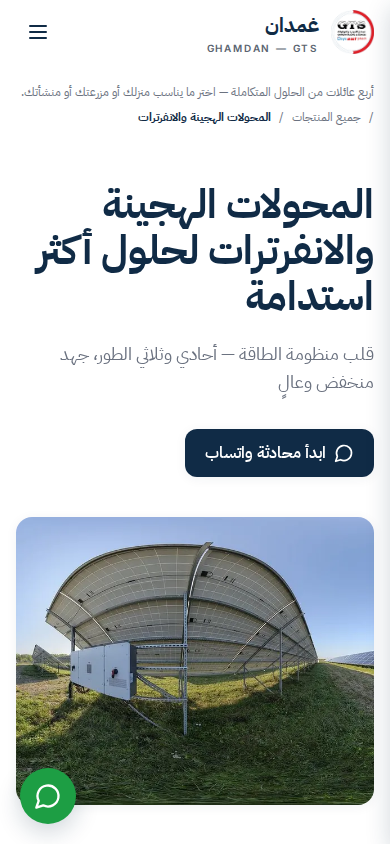 غمدان
GHAMDAN — GTS
GTS
أربع عائلات من الحلول المتكاملة — اختر ما يناسب منزلك أو مزرعتك أو منشأتك.
/ جميع المنتجات / المحولات الهجينة والانفرترات
المحولات الهجينة
والانفرترات لحلول أكثر
استدامة
قلب منظومة الطاقة — أحادي وثلاثي الطور، جهد
منخفض وعالٍ
ابدأ محادثة واتساب